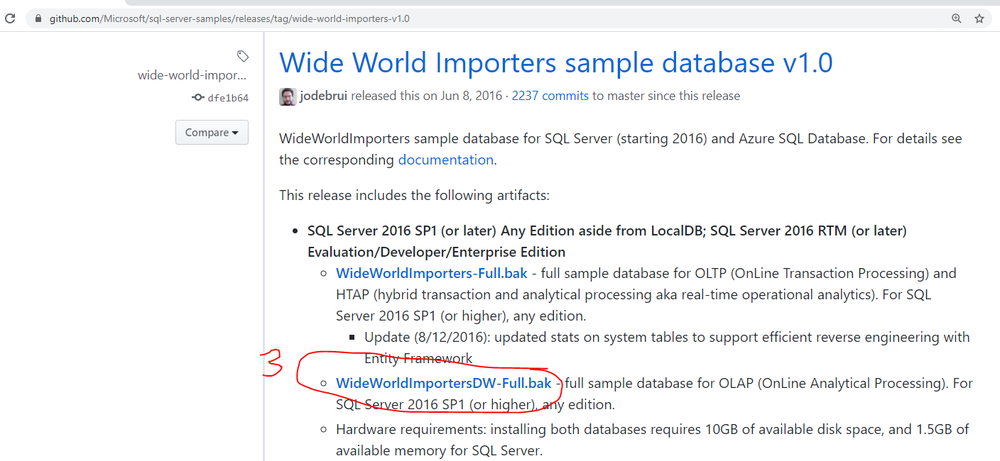 github.com/Microsoft/sql-server-samples/releases/tag/wide-world-importers-v1.0
wide-world-impor...
dfe1b64
Compare
Wide World Importers sample database v1.0
jodebrui released this on Jun 8, 2016 · 2237 commits to master since this release
WideWorldImporters sample database for SQL Server (starting 2016) and Azure SQL Database. For details see
the corresponding documentation.
This release includes the following artifacts:
• SQL Server 2016 SP1 (or later) Any Edition aside from LocalDB; SQL Server 2016 RTM (or later)
Evaluation/Developer/Enterprise Edition
○ WideWorldImporters-Full.bak - full sample database for OLTP (OnLine Transaction Processing) and
HTAP (hybrid transaction and analytical processing aka real-time operational analytics). For SQL
Server 2016 SP1 (or higher), any edition.
▪ Update (8/12/2016): updated stats on system tables to support efficient reverse engineering with
Entity Framework
3
○ WideWorldImportersDW-Full.bak - full sample database for OLAP (OnLine Analytical Processing). For
SQL Server 2016 SP1 (or higher), any edition.
○ Hardware requirements: installing both databases requires 10GB of available disk space, and 1.5GB of
available memory for SQL Server.